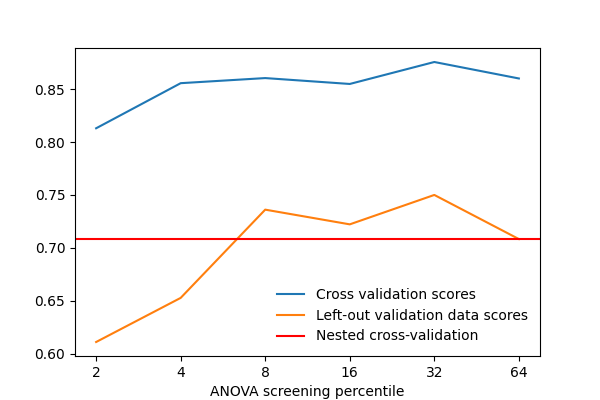 0.85
0.80
0.75
0.70
0.65
0.60
Cross validation scores
Left-out validation data scores
Nested cross-validation
2 4 8 16 32 64
ANOVA screening percentile